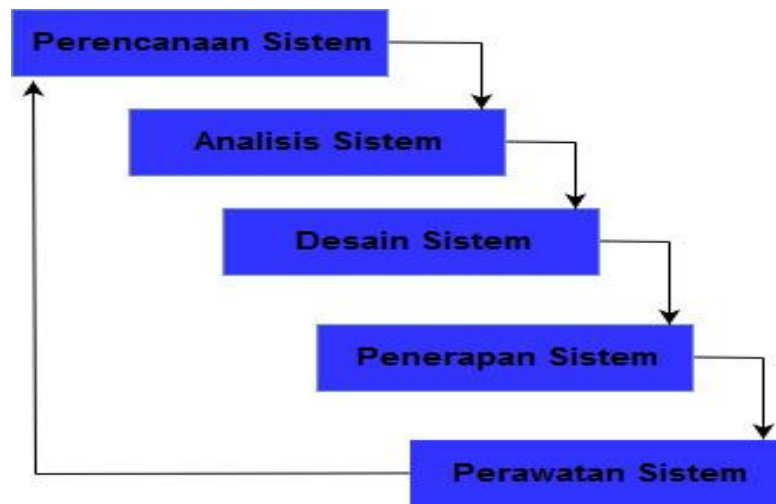 Perencanaan Sistem
Analisis Sistem
Desain Sistem
Penerapan Sistem
Perawatan Sistem